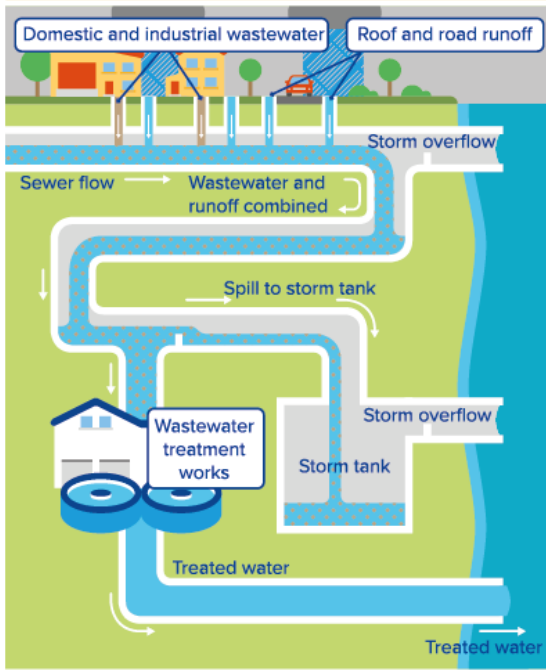 Domestic and industrial wastewater
Roof and road runoff
Storm overflow
Sewer flow
Wastewater and
runoff combined
Spill to storm tank
Storm overflow
Wastewater
treatment
works
Storm tank
Treated water
Treated water